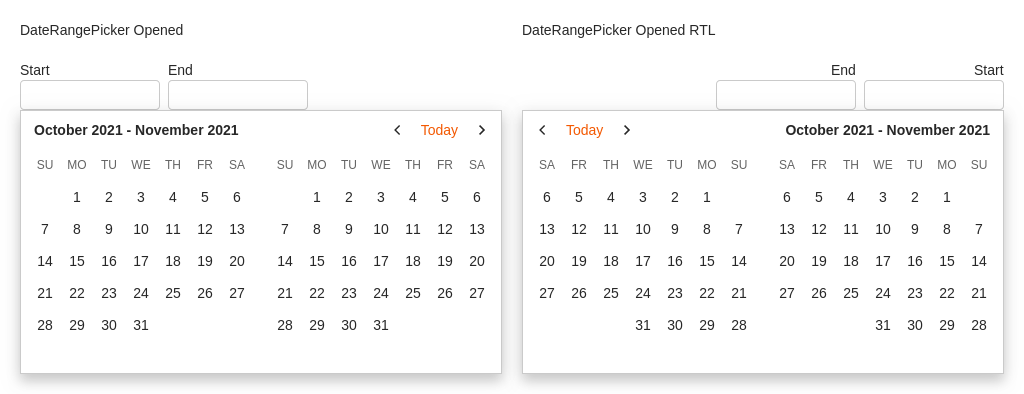 DateRangePicker Opened
Start End
October 2021 - November 2021 Today
SU MO TU WE TH FR SA SU MO TU WE TH FR SA
1 2 3 4 5 6 1 2 3 4 5 6
7 8 9 10 11 12 13 7 8 9 10 11 12 13
14 15 16 17 18 19 20 14 15 16 17 18 19 20
21 22 23 24 25 26 27 21 22 23 24 25 26 27
28 29 30 31 28 29 30 31
DateRangePicker Opened RTL
End Start
Today October 2021 - November 2021
SA FR TH WE TU MO SU SA FR TH WE TU MO SU
6 5 4 3 2 1 6 5 4 3 2 1
13 12 11 10 9 8 7 13 12 11 10 9 8 7
20 19 18 17 16 15 14 20 19 18 17 16 15 14
27 26 25 24 23 22 21 27 26 25 24 23 22 21
31 30 29 28 31 30 29 28